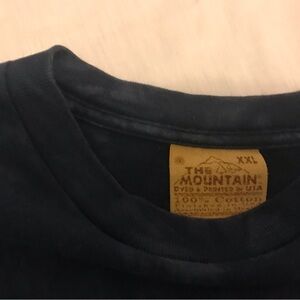 XXL
THE
MOUNTAIN®
DYED & PRINTED IN USA
100% Cotton